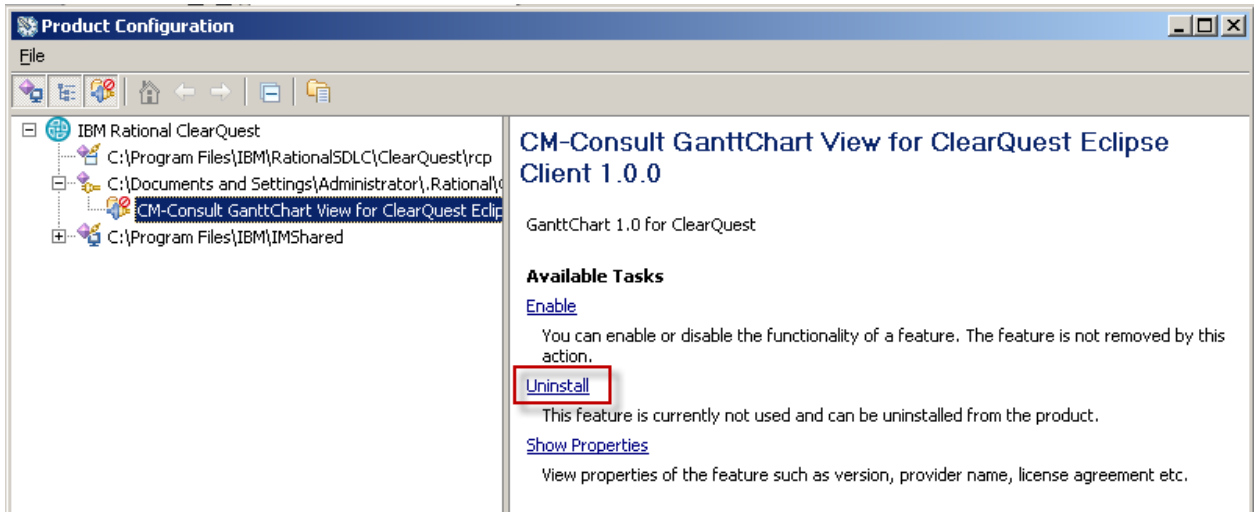 Product Configuration
File
IBM Rational ClearQuest
C:\Program Files\IBM\RationalSDLC\ClearQuest\rcp
C:\Documents and Settings\Administrator\.Rational\
CM-Consult GanttChart View for ClearQuest Eclip
C:\Program Files\IBM\IMShared
CM-Consult GanttChart View for ClearQuest Eclipse
Client 1.0.0
GanttChart 1.0 for ClearQuest
Available Tasks
Enable
You can enable or disable the functionality of a feature. The feature is not removed by this
action.
Uninstall
This feature is currently not used and can be uninstalled from the product.
Show Properties
View properties of the feature such as version, provider name, license agreement etc.